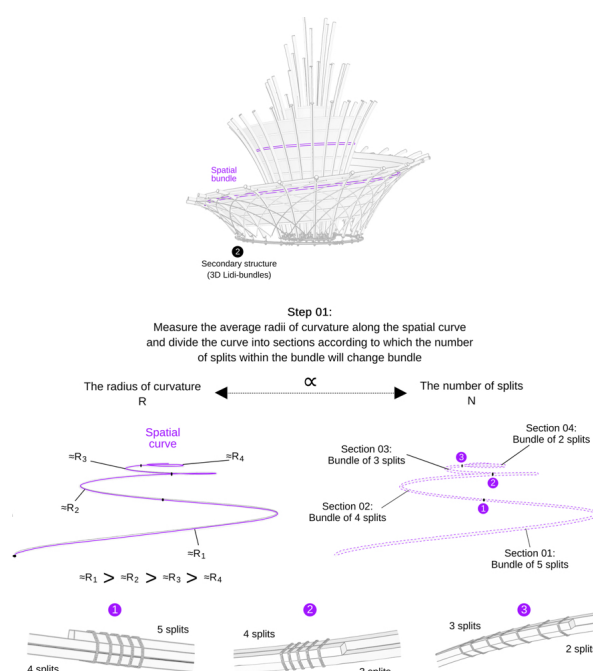 Spatial
bundle
2
Secondary structure
(3D Lidi-bundles)
Step 01:
Measure the average radii of curvature along the spatial curve
and divide the curve into sections according to which the number
of splits within the bundle will change bundle
The radius of curvature
R
∝
The number of splits
N
Spatial
curve
≈R3
≈R4
≈R2
≈R1
≈R1 > ≈R2 > ≈R3 > ≈R4
Section 04:
Bundle of 2 splits
Section 03:
Bundle of 3 splits
3
2
Section 02:
Bundle of 4 splits
1
Section 01:
Bundle of 5 splits
1
5 splits
4 splits
2
4 splits
3
3 splits
2 splits